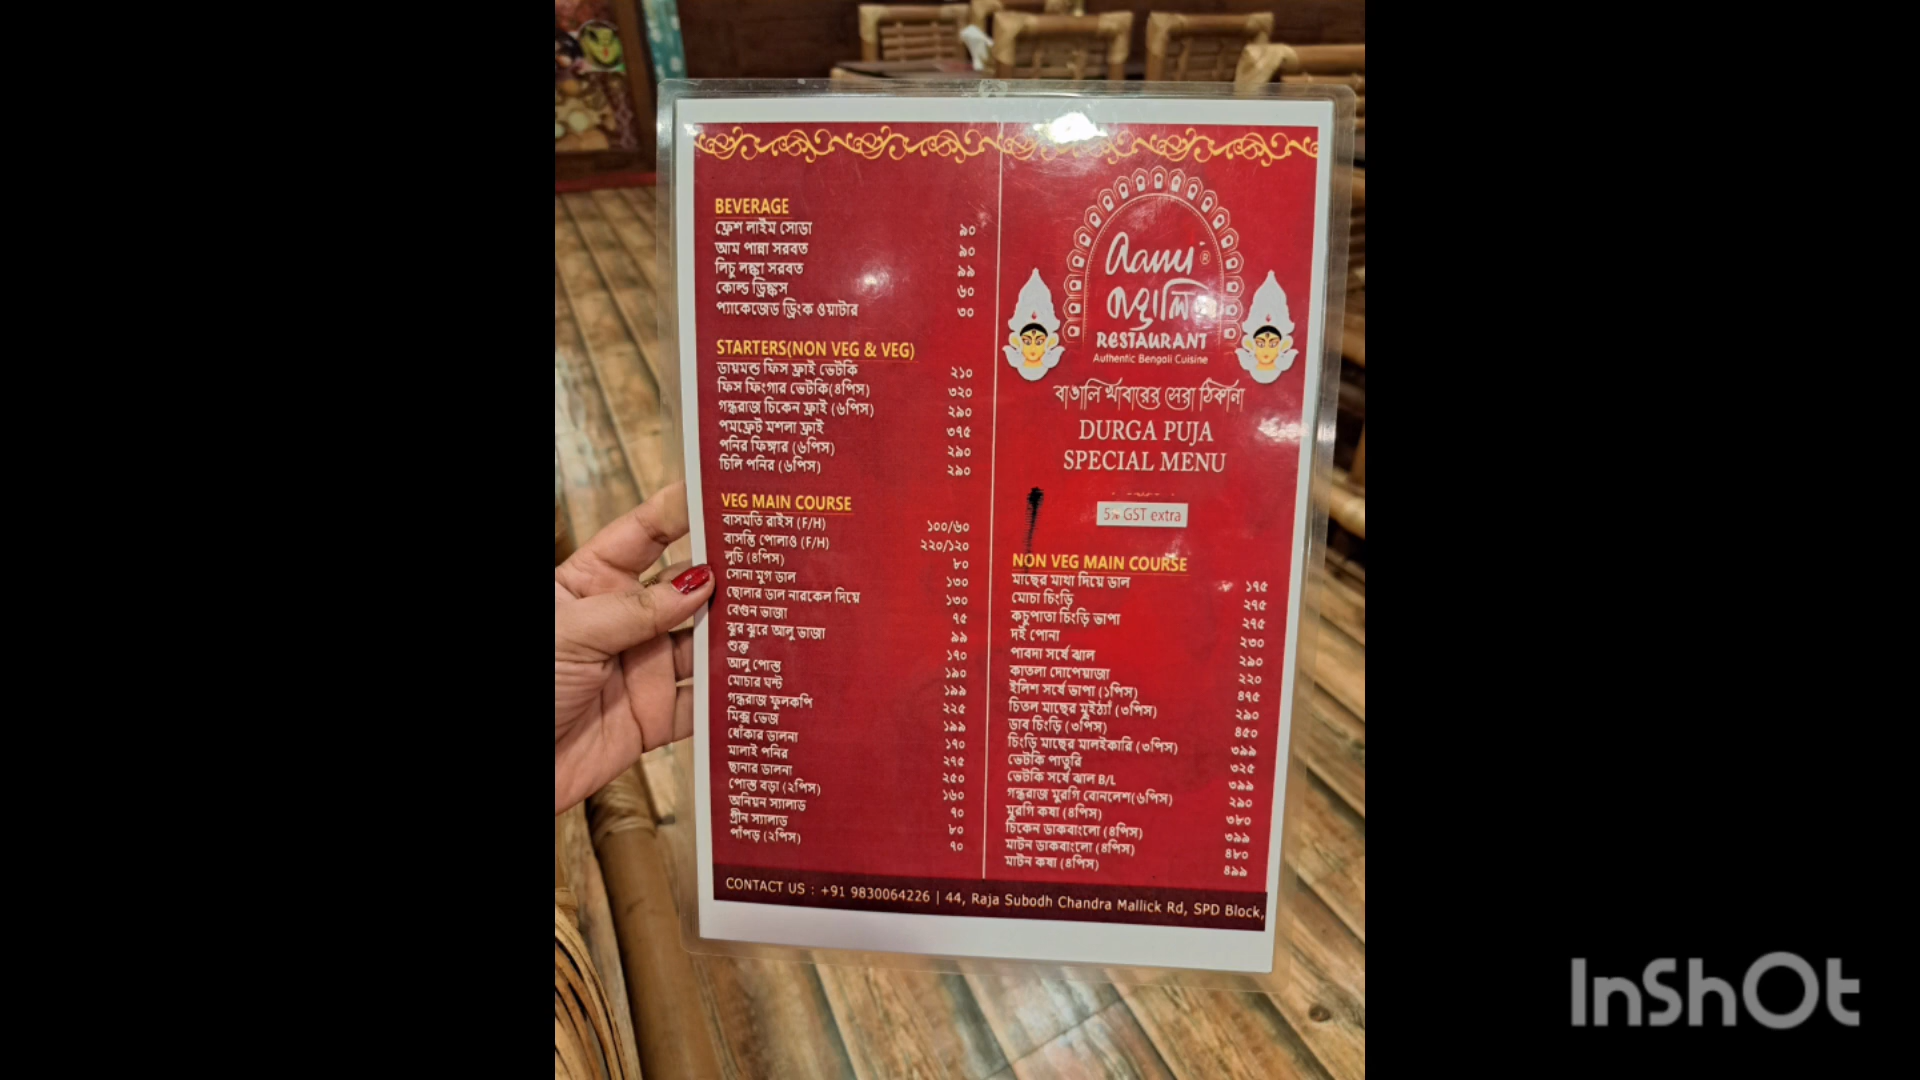 BEVERAGE
ফ্রেশ লাইম সোডা ৯০
আম পান্না সরবত ৯০
লিচু লঙ্কা সরবত ৯৯
কোল্ড ড্রিঙ্কস ৬০
প্যাকেজেড ড্রিংক ওয়াটার ৩০
STARTERS(NON VEG & VEG)
ডায়মন্ড ফিস ফ্রাই ভেটকি ২১০
ফিস ফিংগার ভেটকি(৪পিস) ৩২০
গন্ধরাজ চিকেন ফ্রাই (৬পিস) ২৯০
পমফ্রেট মশলা ফ্রাই ৩৭৫
পনির ফিঙ্গার (৬পিস) ২৯০
চিলি পনির (৬পিস) ২৯০
VEG MAIN COURSE
বাসমতি রাইস (F/H) ১০০/৬০
বাসন্তি পোলাও (F/H) ২২০/১২০
লুচি (৪পিস) ৮০
সোনা মুগ ডাল ১৩০
ছোলার ডাল নারকেল দিয়ে ১৩০
বেগুন ভাজা ৭৫
ঝুর ঝুরে আলু ভাজা ৯৯
শুক্ত ১৭০
আলু পোস্ত ১৯০
মোচার ঘন্ট ১৯৯
গন্ধরাজ ফুলকপি ২২৫
মিক্স ভেজ ১৯৯
ধোঁকার ডালনা ১৭০
মালাই পনির ২৭৫
ছানার ডালনা ২৫০
পোস্ত বড়া (২পিস) ১৬০
অনিয়ন স্যালাড ৭০
গ্রীন স্যালাড ৮০
পাঁপড় (২পিস) ৭০
Aami
বাঙালি
RESTAURANT
Authentic Bengali Cuisine
বাঙালি খাবারের সেরা ঠিকানা
DURGA PUJA
SPECIAL MENU
5% GST extra
NON VEG MAIN COURSE
মাছের মাথা দিয়ে ডাল ১৭৫
মোচা চিংড়ি ২৭৫
কচুপাতা চিংড়ি ভাপা ২৭৫
দই পোনা ২৩০
পাবদা সর্ষে ঝাল ২৯০
কাতলা দোপেয়াজা ২২০
ইলিশ সর্ষে ভাপা (১পিস) ৪৭৫
চিতল মাছের মুইঠ্যাঁ (৩পিস) ২৯০
ডাব চিংড়ি (৩পিস) ৪৫০
চিংড়ি মাছের মালইকারি (৩পিস) ৩৯৯
ভেটকি পাতুরি ৩২৫
ভেটকি সর্ষে ঝাল B/L ৩৯৯
গন্ধরাজ মুরগি বোনলেশ(৬পিস) ২৯০
মুরগি কষা (৪পিস) ৩৮০
চিকেন ডাকবাংলো (৪পিস) ৩৯৯
মাটন ডাকবাংলো (৪পিস) ৪৮০
মাটন কষা (৪পিস) ৪৯৯
CONTACT US : +91 9830064226 | 44, Raja Subodh Chandra Mallick Rd, SPD Block,
InShOt